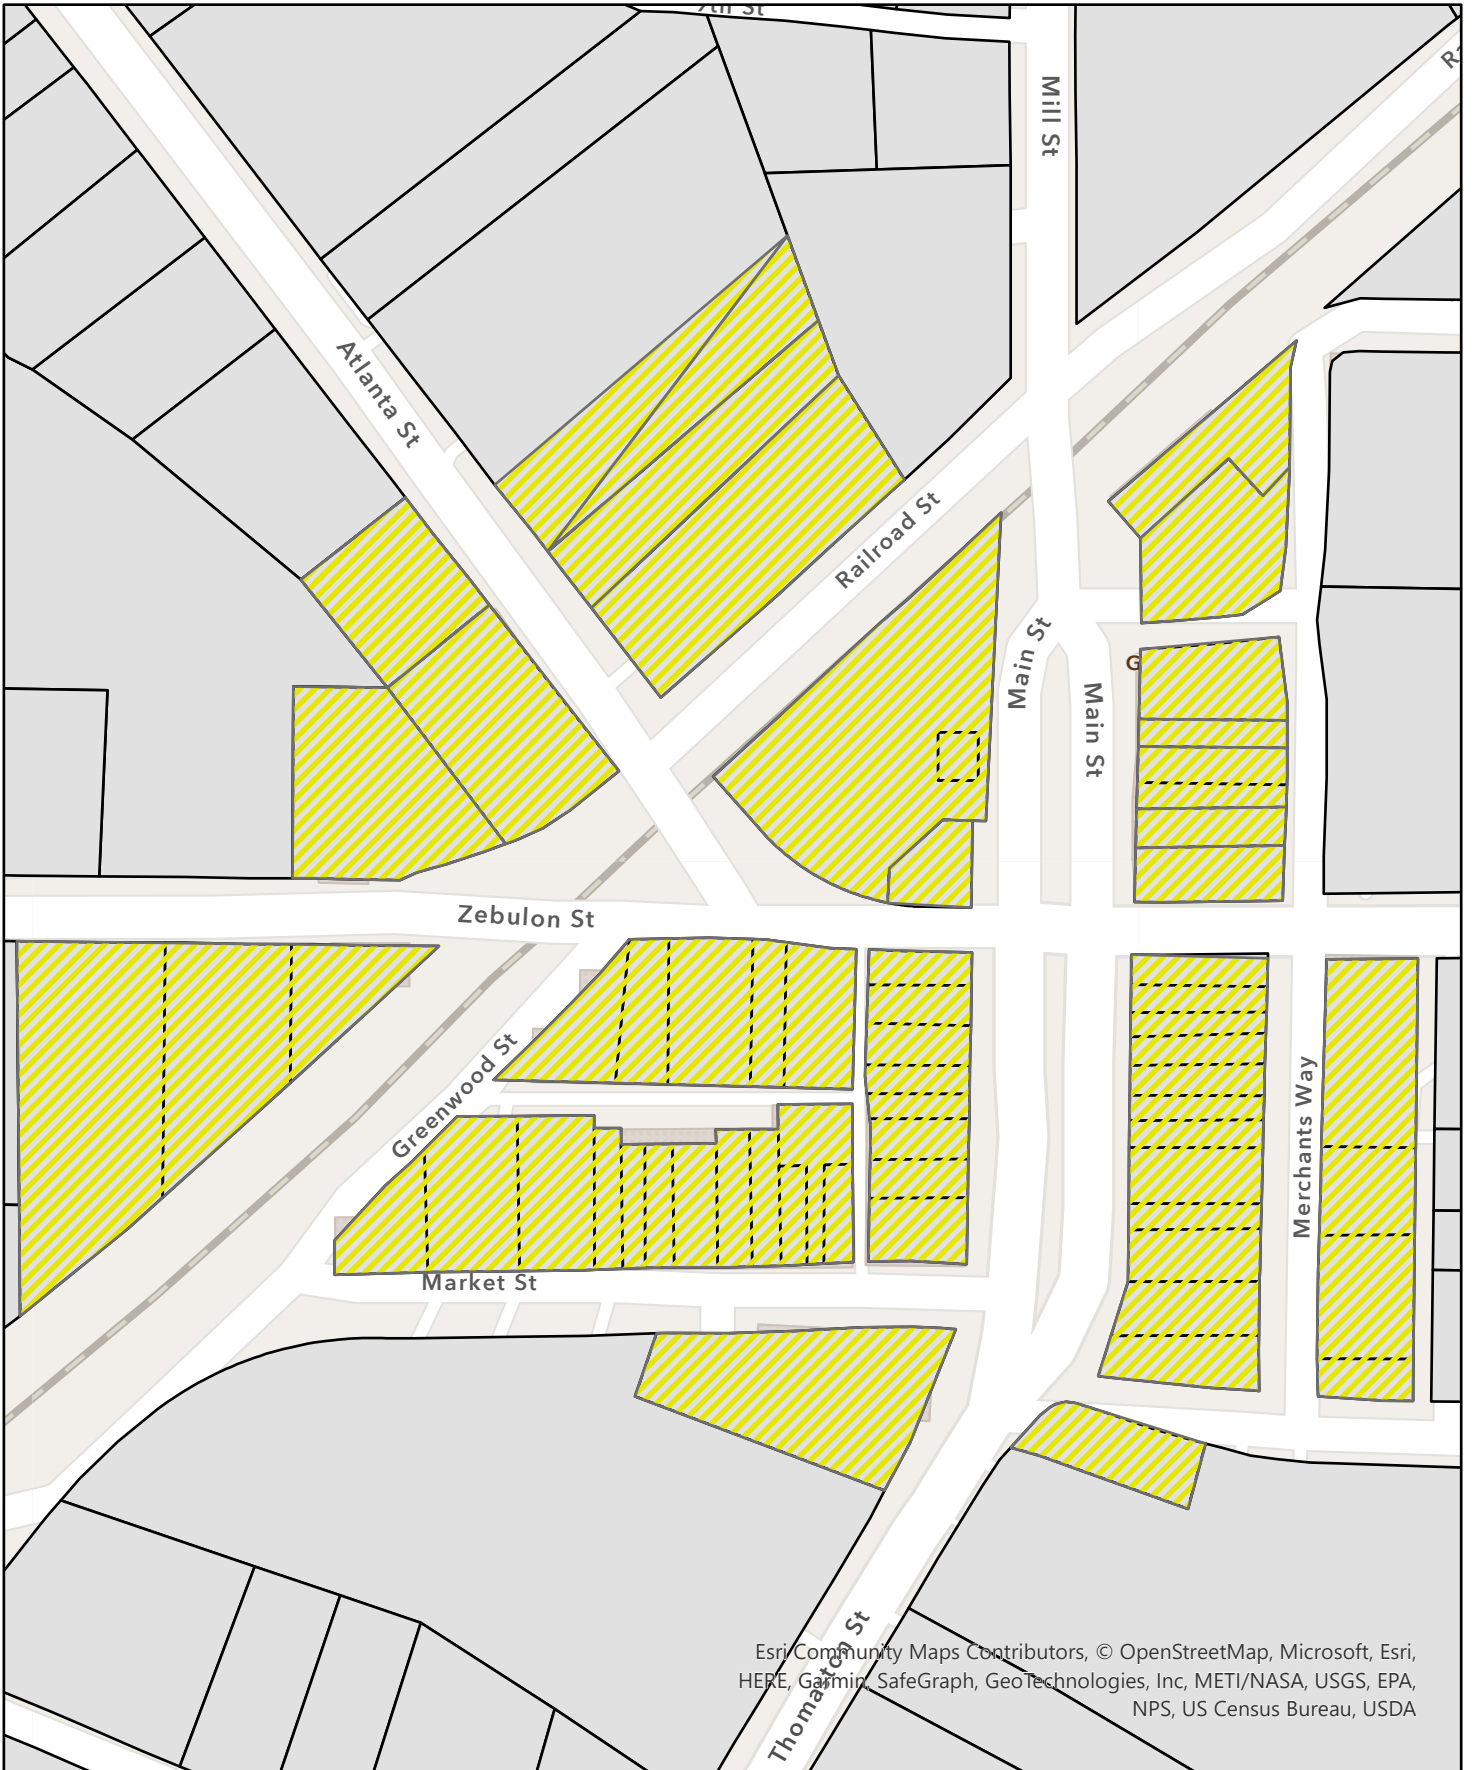 7th St
Mill St
Atlanta St
Railroad St
Main St
G
Main St
Zebulon St
Greenwood St
Merchants Way
Market St
Thomaston St
Esri Community Maps Contributors, © OpenStreetMap, Microsoft, Esri,
HERE, Garmin, SafeGraph, GeoTechnologies, Inc, METI/NASA, USGS, EPA,
NPS, US Census Bureau, USDA